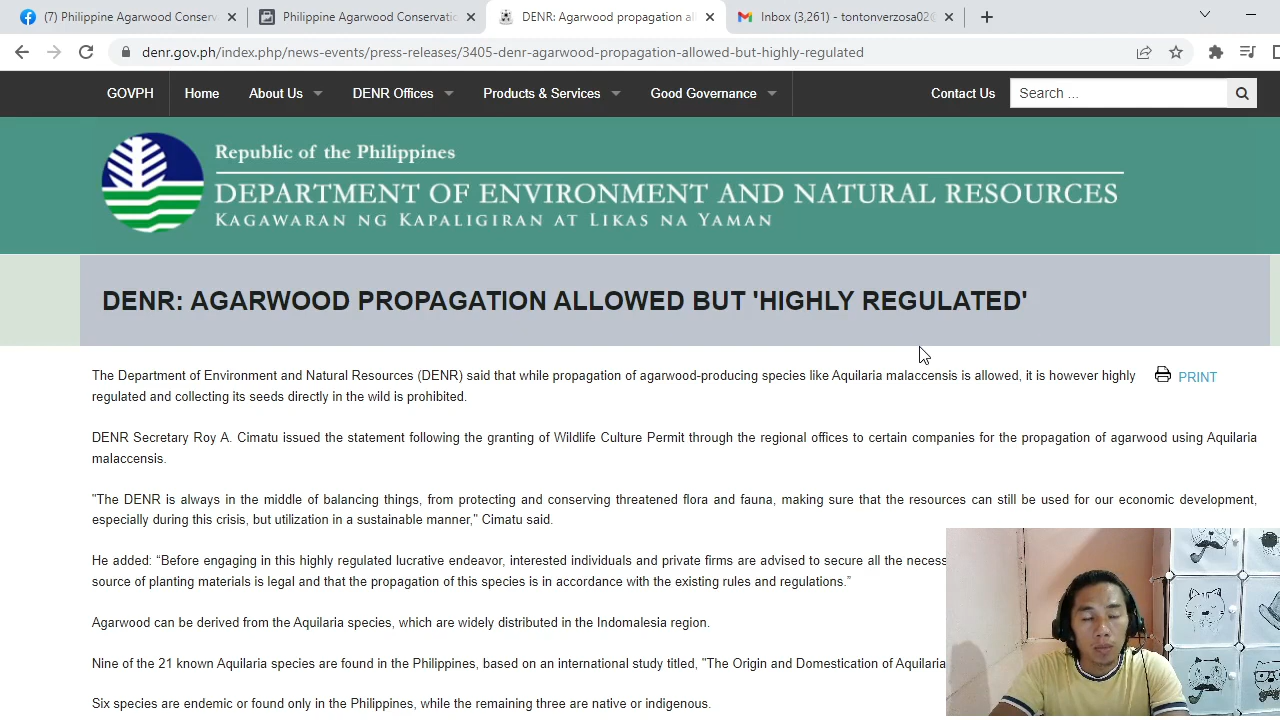 (7) Philippine Agarwood Conserv
Philippine Agarwood Conservatio
DENR: Agarwood propagation al
Inbox (3,261) - tontonverzsa02@
denr.gov.ph/index.php/news-events/press-releases/3405-denr-agarwood-propagation-allowed-but-highly-regulated
GOVPH Home About Us DENR Offices Products & Services Good Governance Contact Us Search ...
Republic of the Philippines
DEPARTMENT OF ENVIRONMENT AND NATURAL RESOURCES
KAGAWARAN NG KAPALIGIRAN AT LIKAS NA YAMAN
DENR: AGARWOOD PROPAGATION ALLOWED BUT 'HIGHLY REGULATED'
The Department of Environment and Natural Resources (DENR) said that while propagation of agarwood-producing species like Aquilaria malaccensis is allowed, it is however highly
PRINT
regulated and collecting its seeds directly in the wild is prohibited.
DENR Secretary Roy A. Cimatu issued the statement following the granting of Wildlife Culture Permit through the regional offices to certain companies for the propagation of agarwood using Aquilaria
malaccensis.
"The DENR is always in the middle of balancing things, from protecting and conserving threatened flora and fauna, making sure that the resources can still be used for our economic development,
especially during this crisis, but utilization in a sustainable manner," Cimatu said.
He added: “Before engaging in this highly regulated lucrative endeavor, interested individuals and private firms are advised to secure all the necess
source of planting materials is legal and that the propagation of this species is in accordance with the existing rules and regulations.”
Agarwood can be derived from the Aquilaria species, which are widely distributed in the Indomalesia region.
Nine of the 21 known Aquilaria species are found in the Philippines, based on an international study titled, "The Origin and Domestication of Aquilaria
Six species are endemic or found only in the Philippines, while the remaining three are native or indigenous.